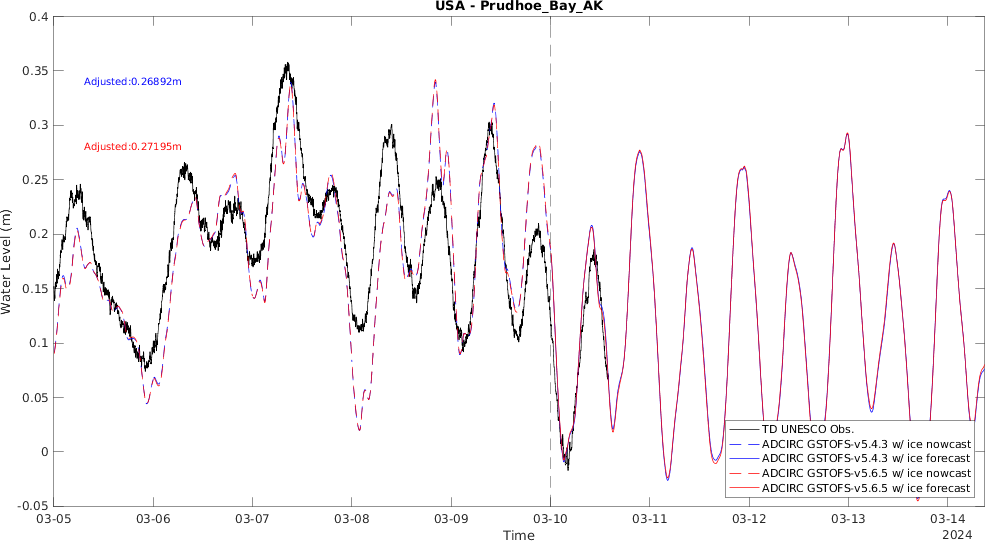 USA - Prudhoe_Bay_AK
0.4
0.35
0.3
0.25
0.2
0.15
0.1
0.05
0
-0.05
Water Level (m)
Adjusted:0.26892m
Adjusted:0.27195m
TD UNESCO Obs.
ADCIRC GSTOFS-v5.4.3 w/ ice nowcast
ADCIRC GSTOFS-v5.4.3 w/ ice forecast
ADCIRC GSTOFS-v5.6.5 w/ ice nowcast
ADCIRC GSTOFS-v5.6.5 w/ ice forecast
03-05 03-06 03-07 03-08 03-09 03-10 03-11 03-12 03-13 03-14
Time
2024